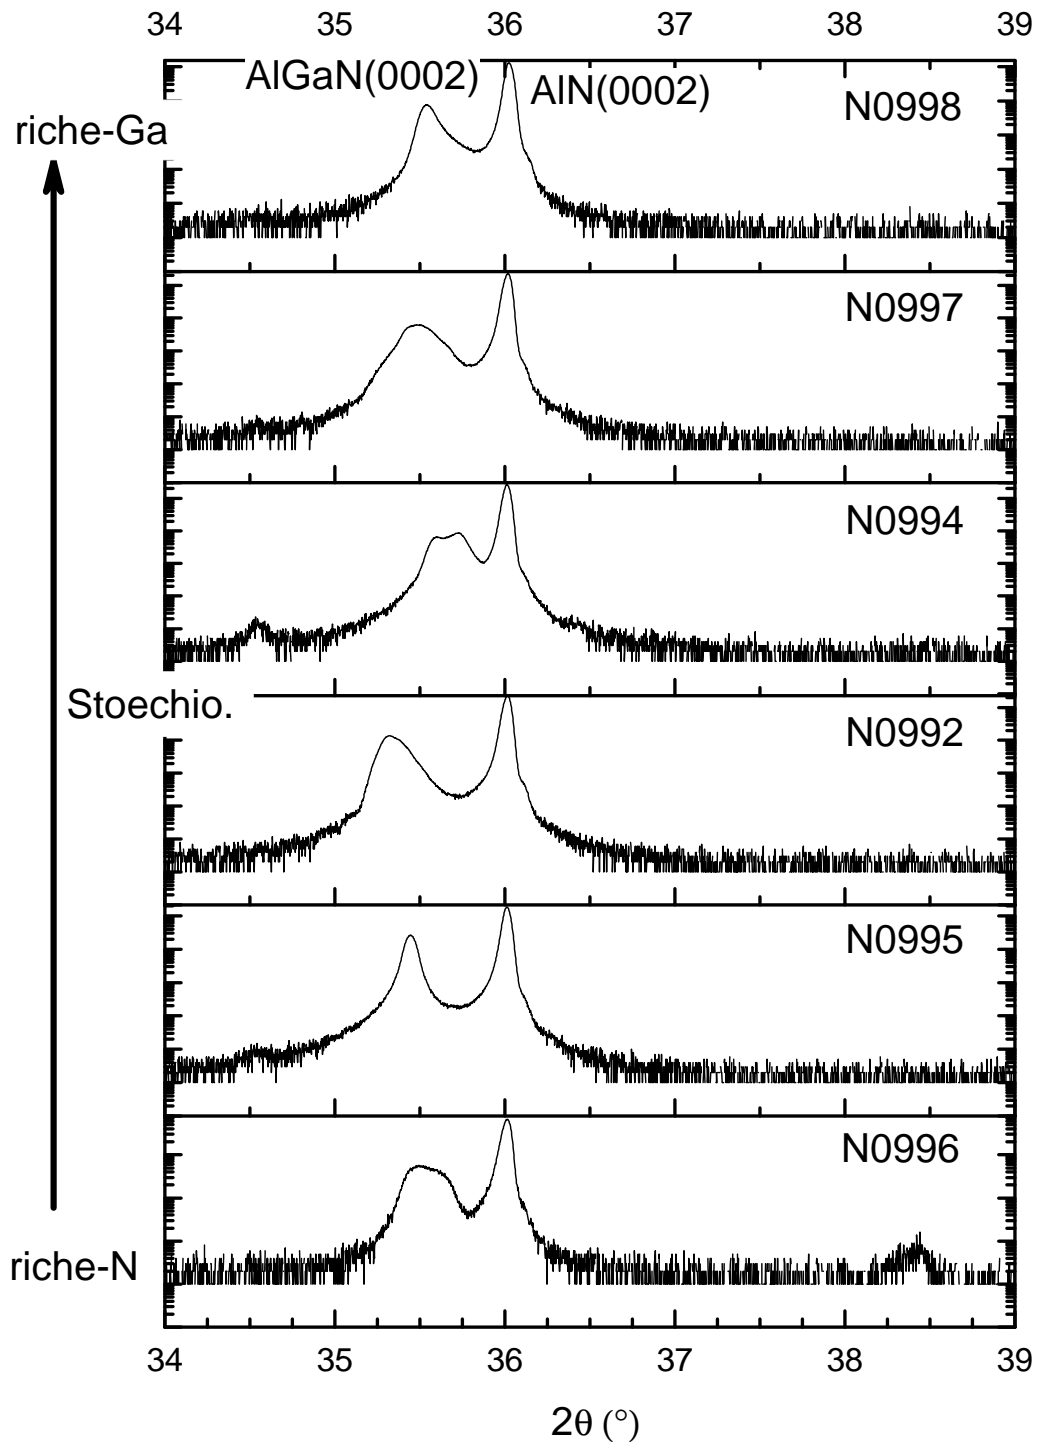 34 35 36 37 38 39
AlGaN(0002)
AlN(0002)
N0998
riche-Ga
N0997
N0994
Stoechio.
N0992
N0995
N0996
riche-N
34 35 36 37 38 39
2θ (°)